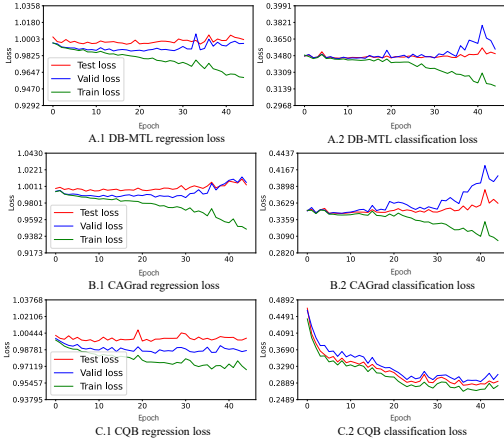 1.0358
1.0180
1.0003
0.9825
0.9647
0.9470
0.9292
Loss
Test loss
Valid loss
Train loss
0 10 20 30 40
Epoch
A.1 DB-MTL regression loss
0.3991
0.3821
0.3650
0.3480
0.3309
0.3139
0.2968
Loss
0 10 20 30 40
Epoch
A.2 DB-MTL classification loss
1.0430
1.0220
1.0011
0.9801
0.9592
0.9382
0.9173
Loss
Test loss
Valid loss
Train loss
0 10 20 30 40
Epoch
B.1 CAGrad regression loss
0.4437
0.4167
0.3898
0.3629
0.3359
0.3090
0.2820
Loss
0 10 20 30 40
Epoch
B.2 CAGrad classification loss
1.03768
1.02106
1.00444
0.98781
0.97119
0.95457
0.93795
Loss
Test loss
Valid loss
Train loss
0 10 20 30 40
Epoch
C.1 CQB regression loss
0.4892
0.4491
0.4091
0.3690
0.3290
0.2889
0.2489
Loss
0 10 20 30 40
Epoch
C.2 CQB classification loss